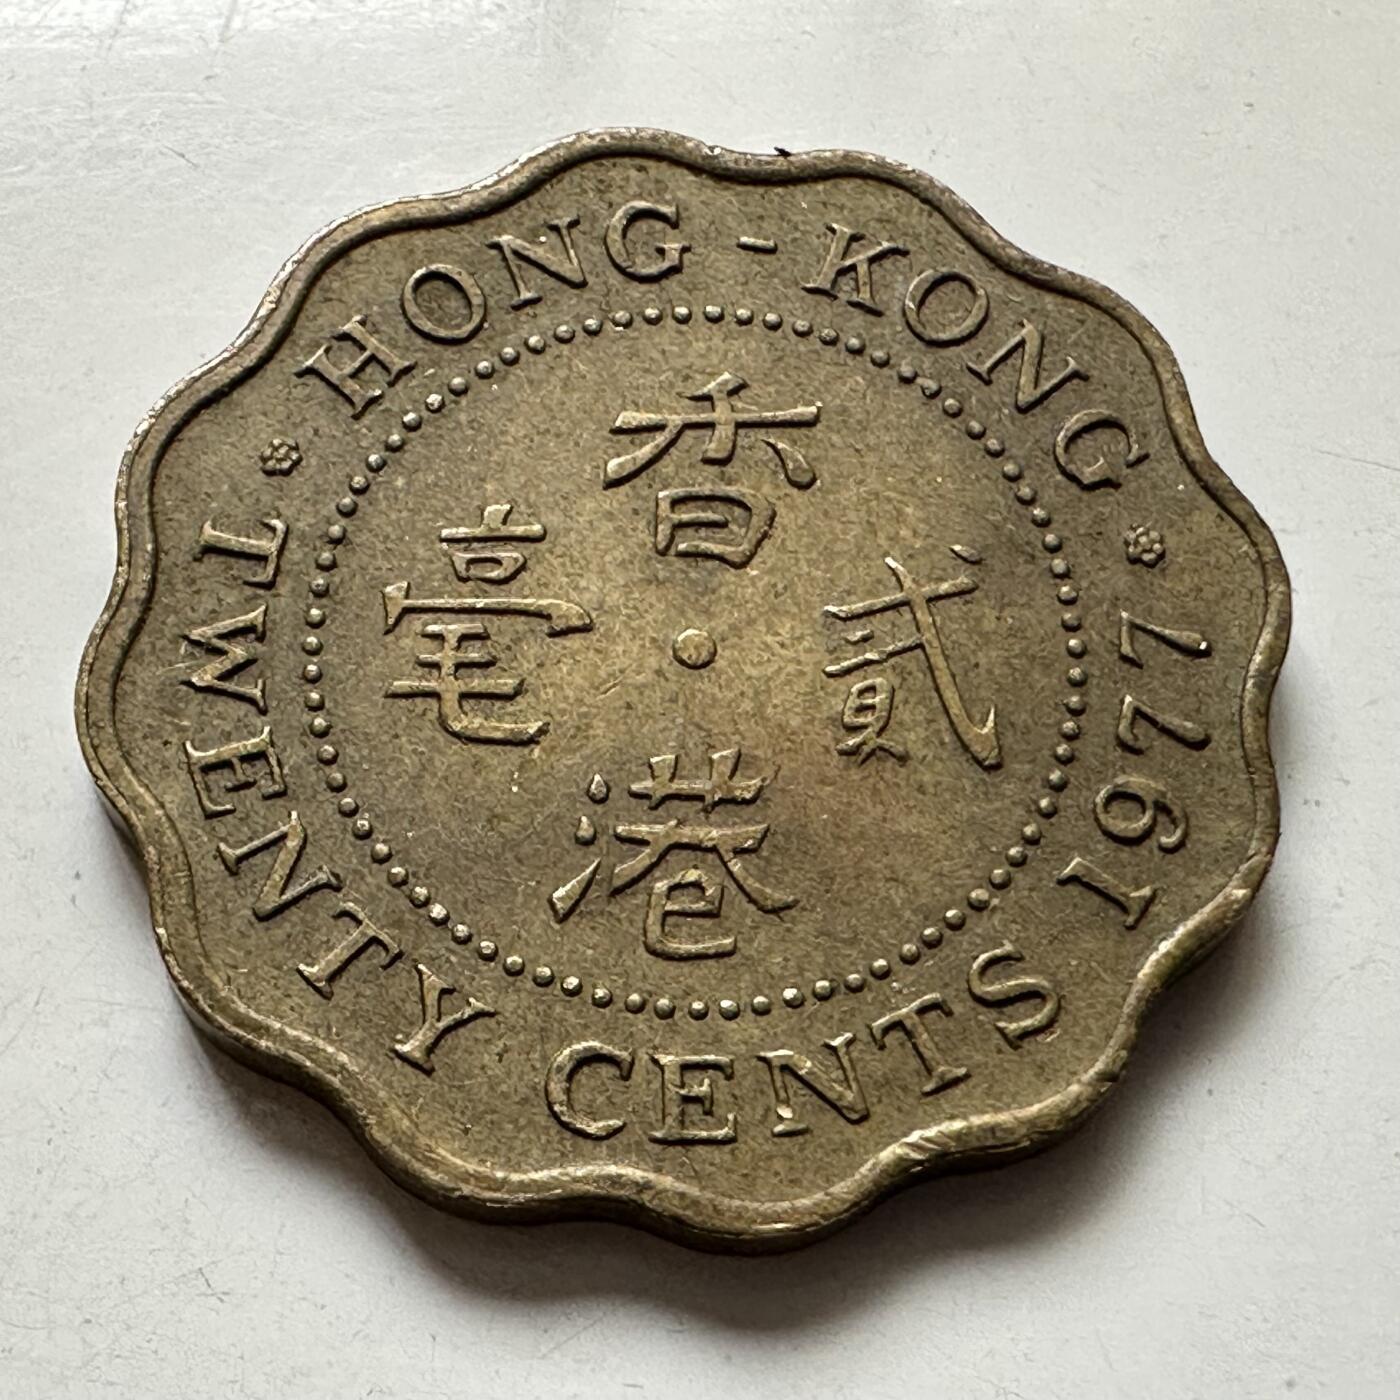 HONG-KONG
1977
TWENTY CENTS
香港
貳毫